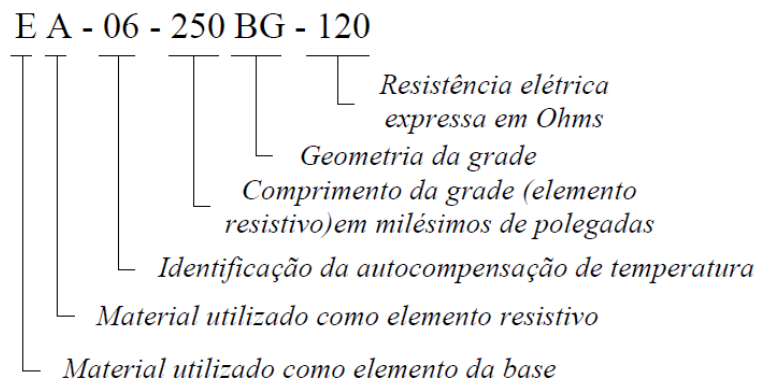 E A - 06 - 250 BG - 120
Resistência elétrica
expressa em Ohms
Geometria da grade
Comprimento da grade (elemento
resistivo)em milésimos de polegadas
Identificação da autocompensação de temperatura
Material utilizado como elemento resistivo
Material utilizado como elemento da base